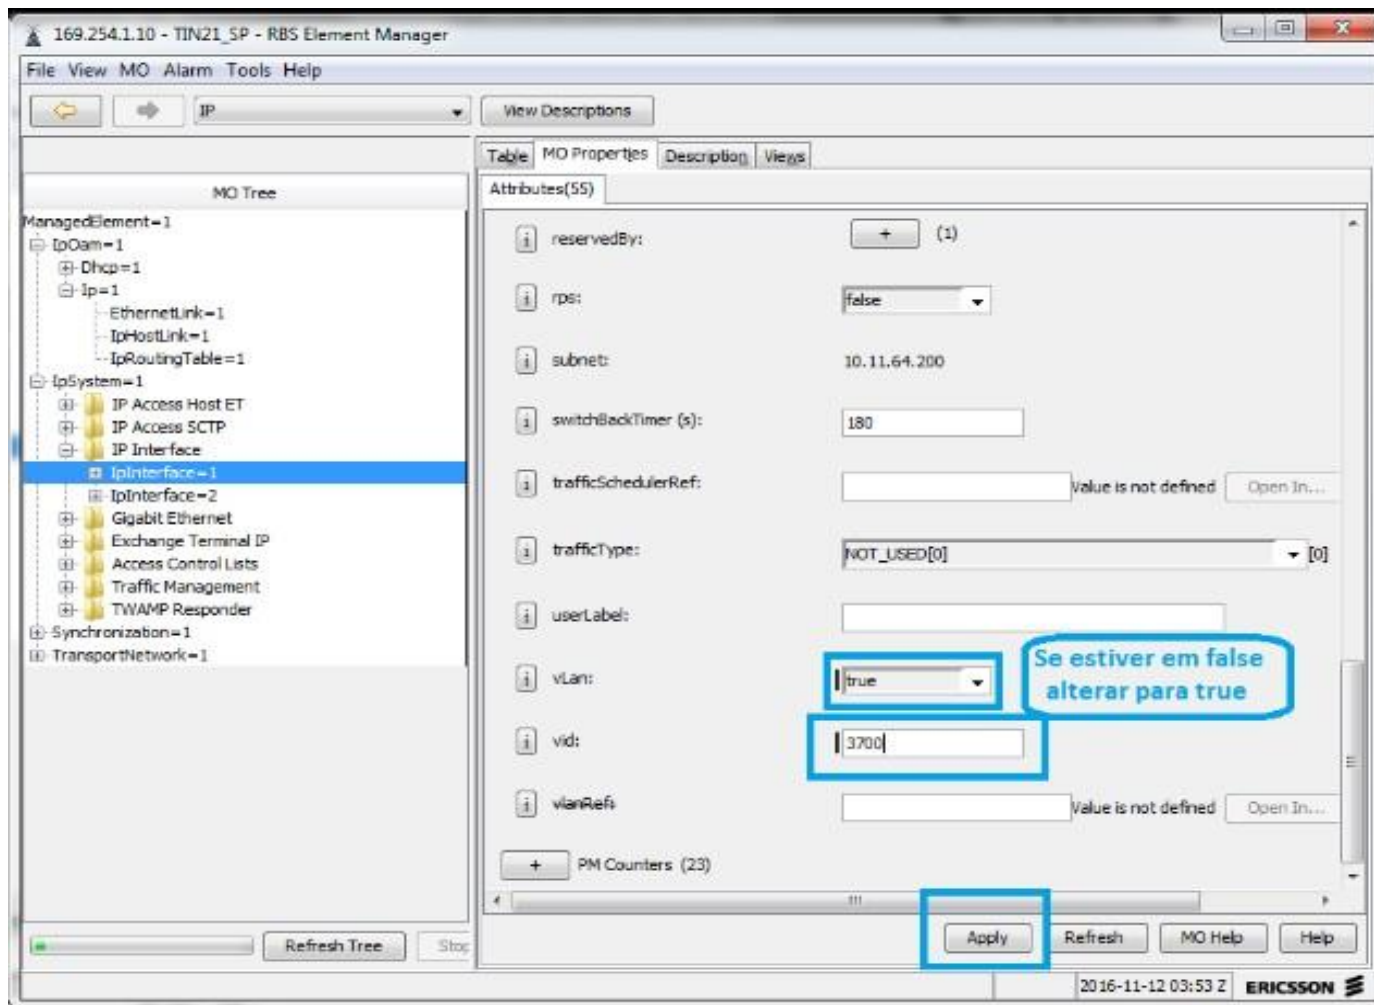 169.254.1.10 - TIN21_SP - RBS Element Manager
File View MO Alarm Tools Help
IP
View Descriptions
Table MO Properties Description Views
MO Tree
Attributes(55)
ManagedElement=1
IpOam=1
Dhcp=1
Ip=1
EthernetLink=1
IpHostLink=1
IpRoutingTable=1
IpSystem=1
IP Access Host ET
IP Access SCTP
IP Interface
IpInterface=1
IpInterface=2
Gigabit Ethernet
Exchange Terminal IP
Access Control Lists
Traffic Management
TWAMP Responder
Synchronization=1
TransportNetwork=1
reservedBy: + (1)
rps: false
subnet: 10.11.64.200
switchBackTimer (s): 180
trafficSchedulerRef: Value is not defined Open In...
trafficType: NOT_USED[0] [0]
userLabel:
vLan: true
Se estiver em false
alterar para true
vid: 3700
vlanRef: Value is not defined Open In...
+ PM Counters (23)
Apply Refresh MO Help Help
Refresh Tree Stop
2016-11-12 03:53 Z ERICSSON